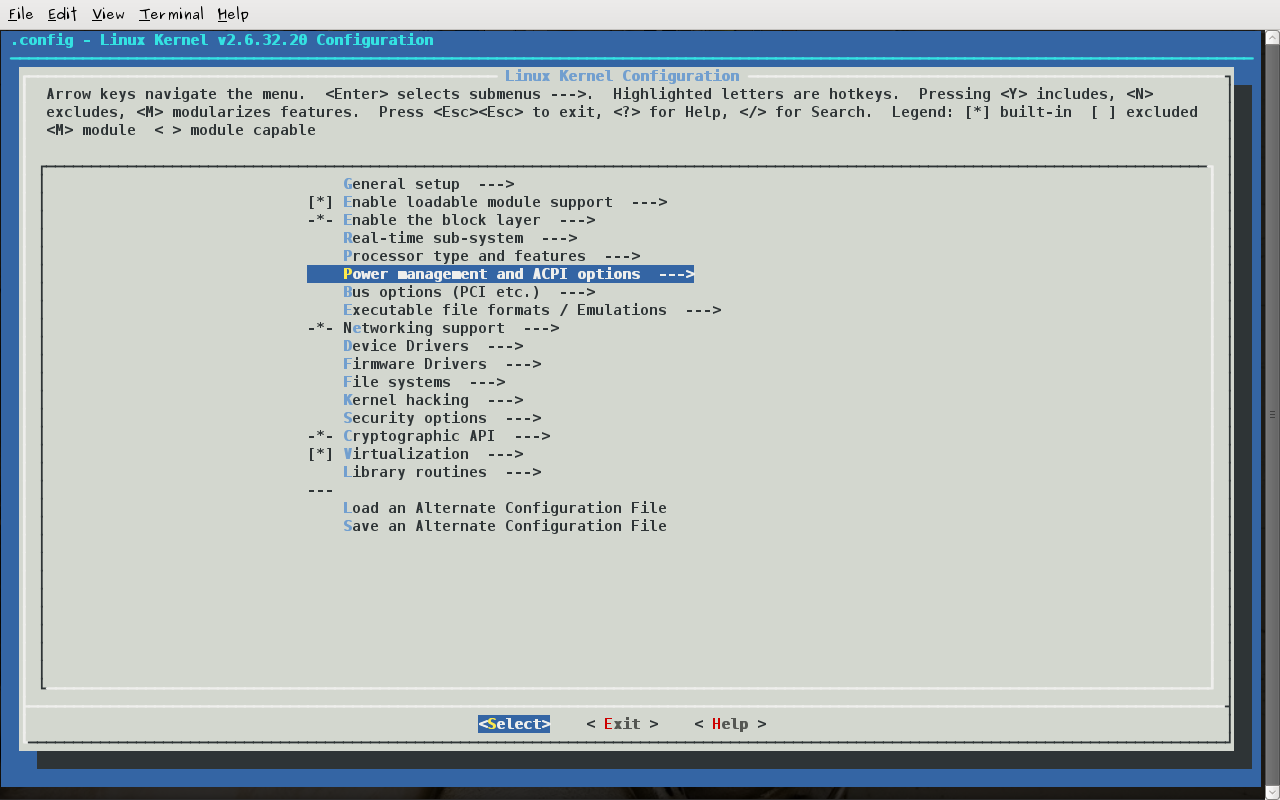 File Edit View Terminal Help
.config - Linux Kernel v2.6.32.20 Configuration
Linux Kernel Configuration
Arrow keys navigate the menu.  <Enter> selects submenus --->.  Highlighted letters are hotkeys.  Pressing <Y> includes, <N>
excludes, <M> modularizes features.  Press <Esc><Esc> to exit, <?> for Help, </> for Search.  Legend: [*] built-in  [ ] excluded
<M> module  < > module capable
General setup  --->
[*] Enable loadable module support  --->
-*- Enable the block layer  --->
Real-time sub-system  --->
Processor type and features  --->
Power management and ACPI options  --->
Bus options (PCI etc.)  --->
Executable file formats / Emulations  --->
-*- Networking support  --->
Device Drivers  --->
Firmware Drivers  --->
File systems  --->
Kernel hacking  --->
Security options  --->
-*- Cryptographic API  --->
[*] Virtualization  --->
Library routines  --->
---
Load an Alternate Configuration File
Save an Alternate Configuration File
<Select>    < Exit >    < Help >